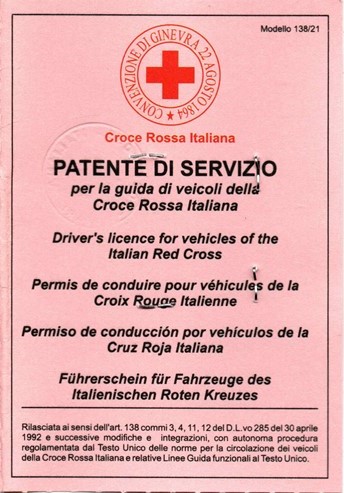 Modello 138/21
CONVENZIONE DI GINEVRA 22 AGOSTO 1864
Croce Rossa Italiana
PATENTE DI SERVIZIO
per la guida di veicoli della
Croce Rossa Italiana
Driver's licence for vehicles of the
Italian Red Cross
Permis de conduire pour véhicules de la
Croix Rouge Italienne
Permiso de conducción por vehículos de la
Cruz Roja Italiana
Führerschein für Fahrzeuge des
Italienischen Roten Kreuzes
Rilasciata ai sensi dell'art. 138 commi 3, 4, 11, 12 del D.L.vo 285 del 30 aprile
1992 e successive modifiche e integrazioni, con autonoma procedura
regolamentata dal Testo Unico delle norme per la circolazione dei veicoli
della Croce Rossa Italiana e relative Linee Guida funzionali al Testo Unico.